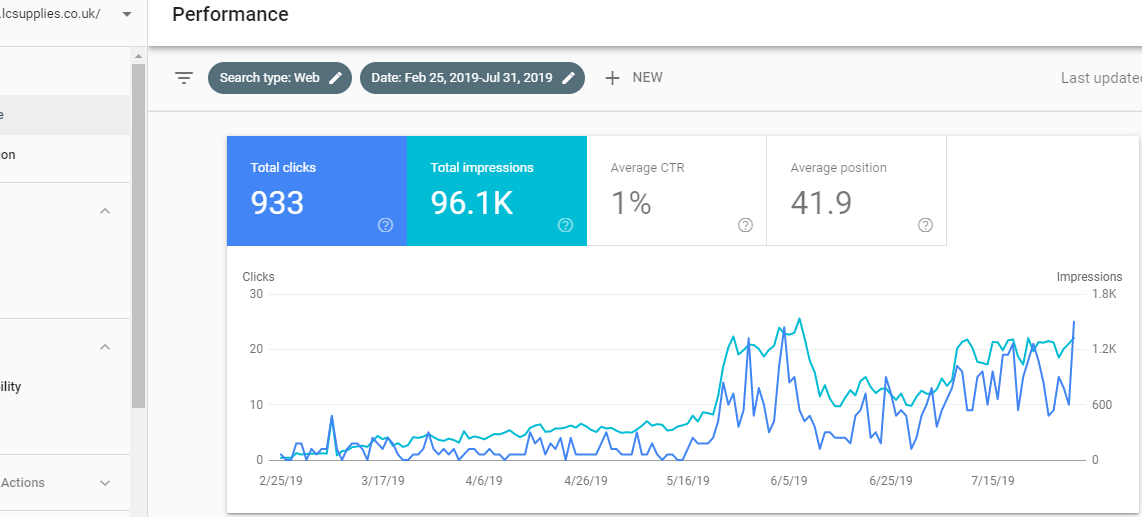 .lcsupplies.co.uk/
Performance
Search type: Web
Date: Feb 25, 2019-Jul 31, 2019
NEW
Last update
e
on
bility
Actions
Total clicks
933
Total impressions
96.1K
Average CTR
1%
Average position
41.9
Clicks
Impressions
30
20
10
0
1.8K
1.2K
600
0
2/25/19
3/17/19
4/6/19
4/26/19
5/16/19
6/5/19
6/25/19
7/15/19